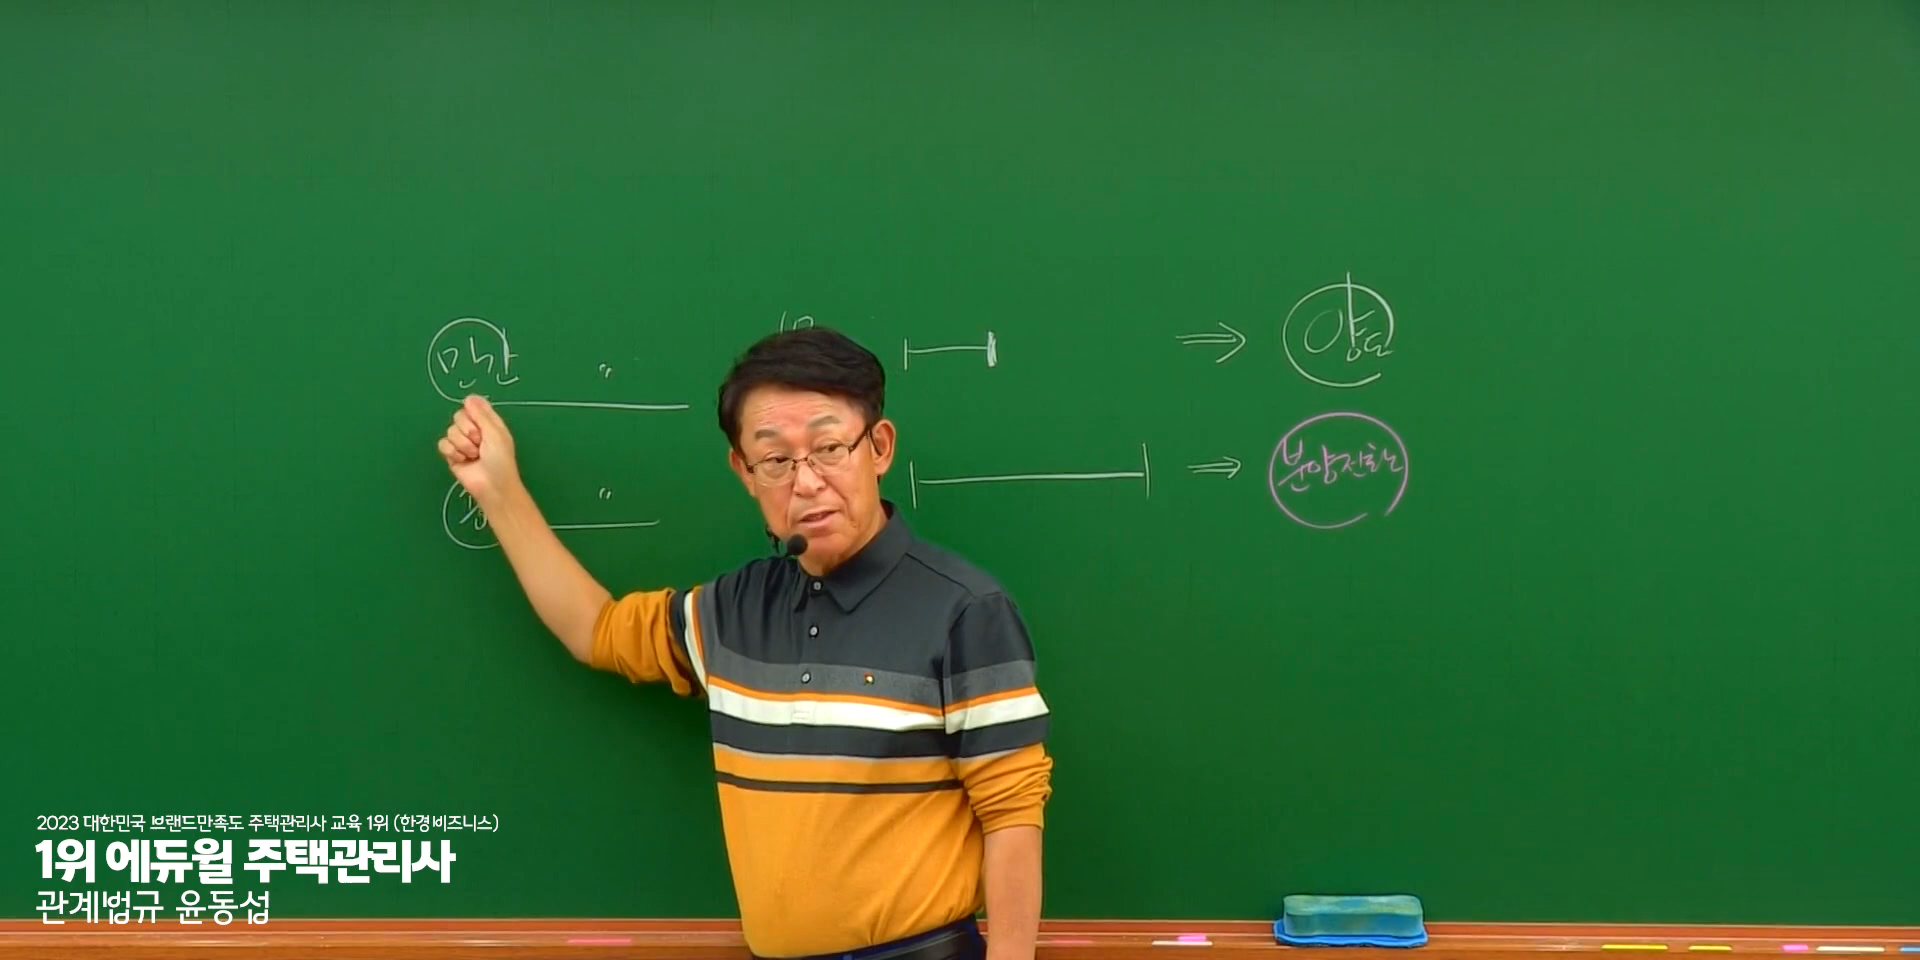 민간 〃 ⇒ 양도
공 〃 ⇒ 분양전환
2023 대한민국 브랜드만족도 주택관리사 교육 1위 (한경비즈니스)
1위 에듀윌 주택관리사
관계법규 윤동섭